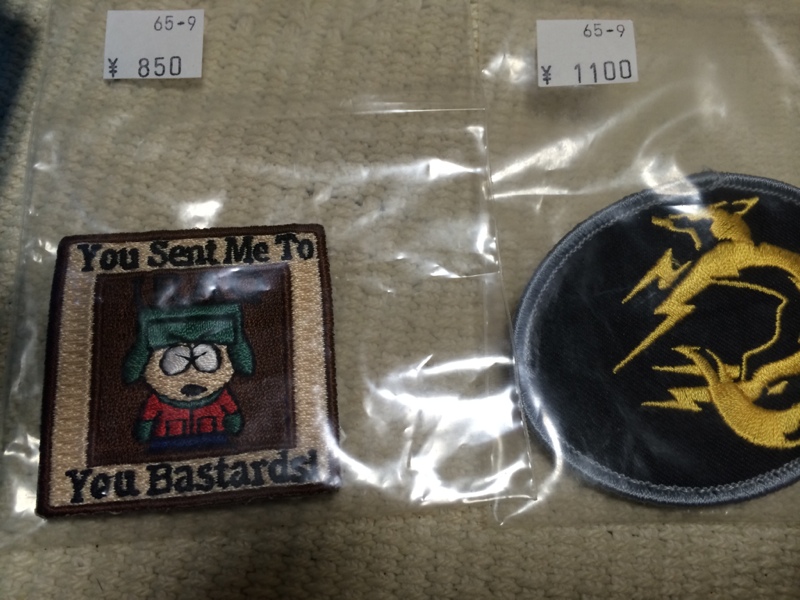 65-9
¥ 850
65-9
¥ 1100
You Sent Me To
You Bastards!